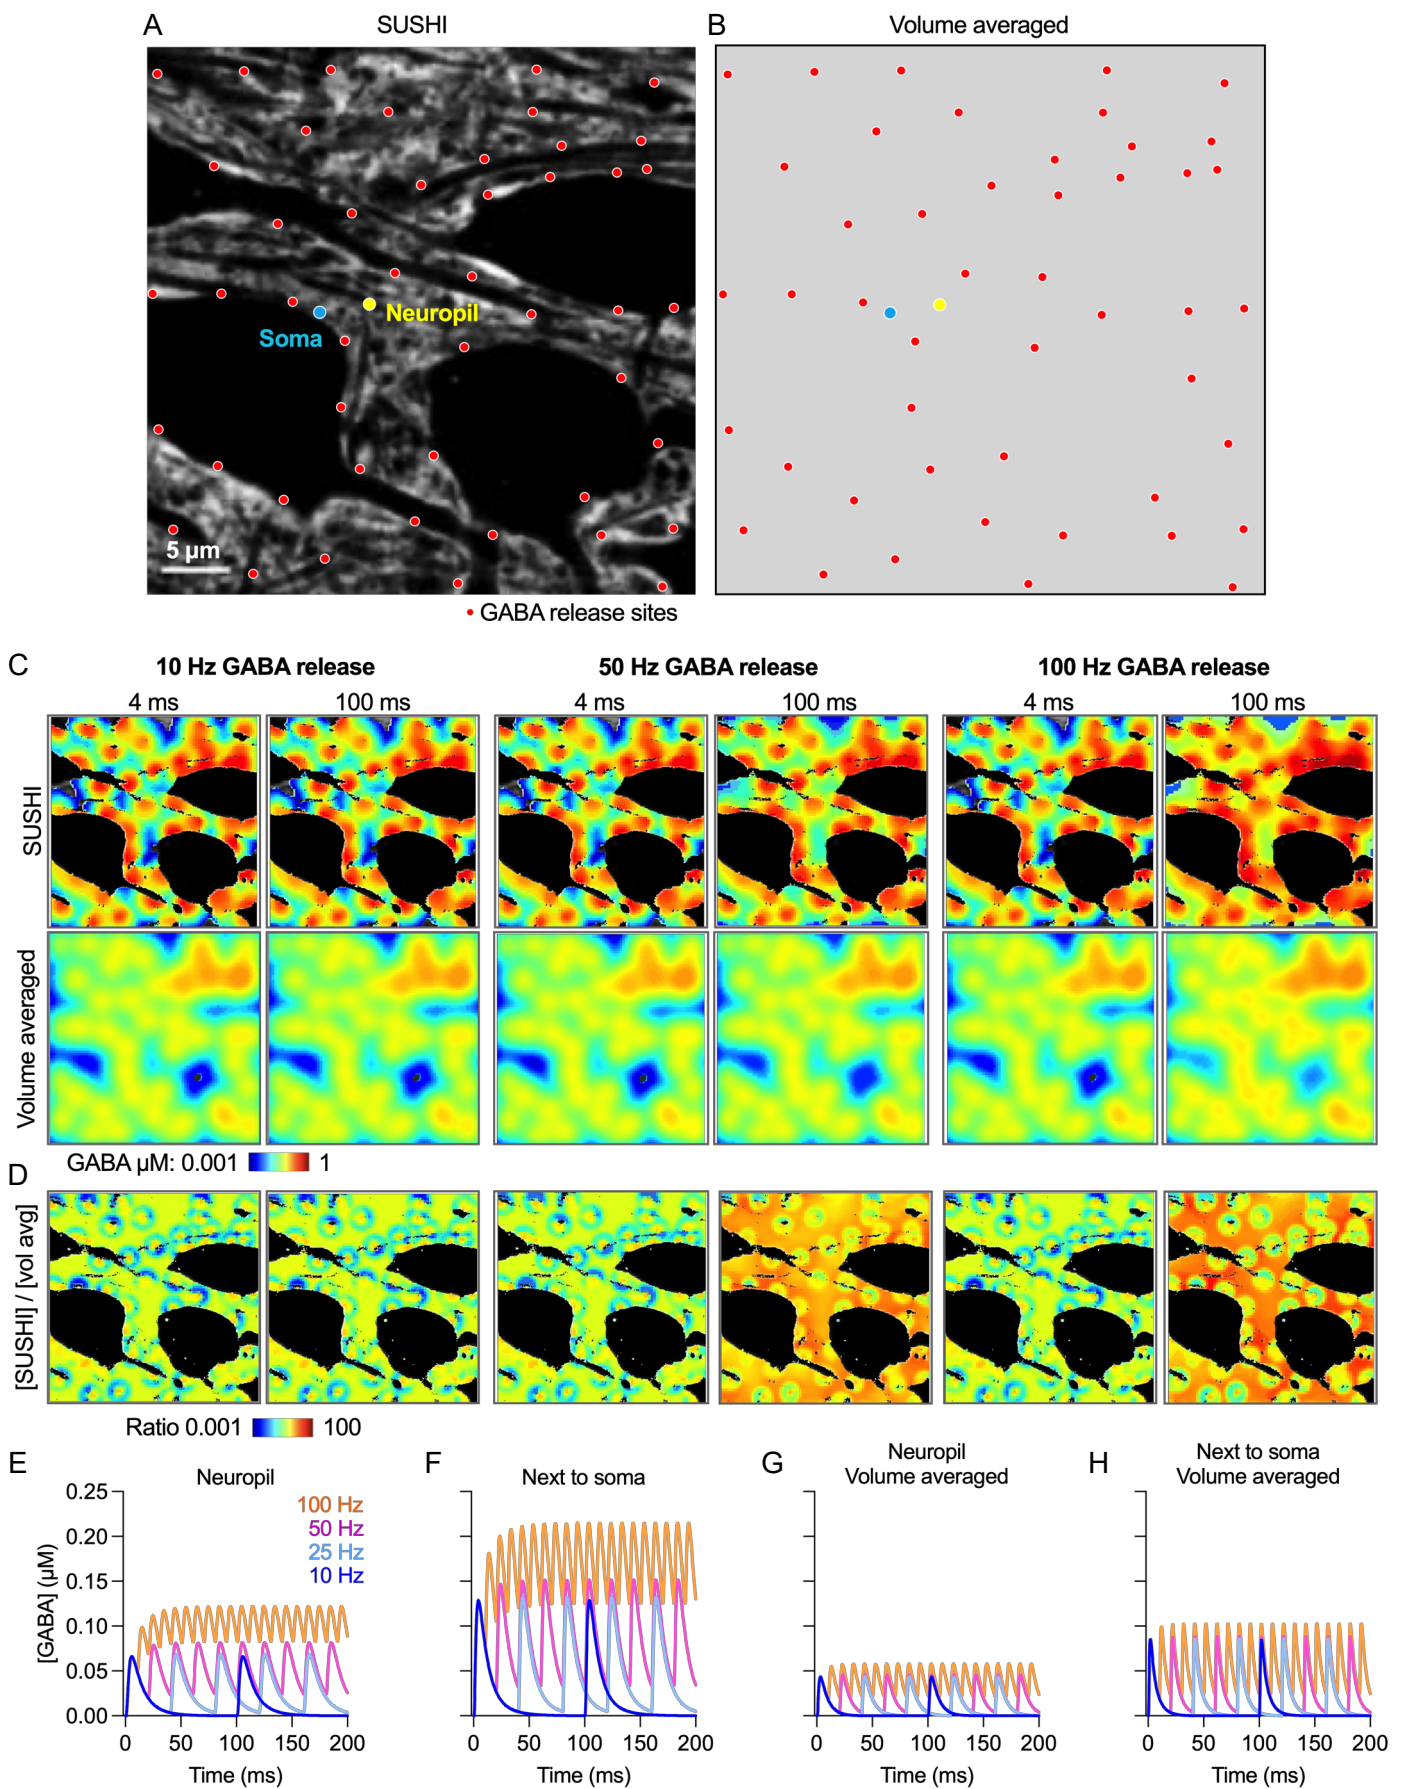 A
SUSHI
B
Volume averaged
Neuropil
Soma
5 µm
GABA release sites
C
10 Hz GABA release
50 Hz GABA release
100 Hz GABA release
4 ms
100 ms
4 ms
100 ms
4 ms
100 ms
SUSHI
Volume averaged
GABA µM: 0.001
1
D
[SUSHI] / [vol avg]
Ratio 0.001
100
E
Neuropil
F
Next to soma
G
Neuropil
Volume averaged
H
Next to soma
Volume averaged
[GABA] (µM)
0.25
0.20
0.15
0.10
0.05
0.00
100 Hz
50 Hz
25 Hz
10 Hz
0 50 100 150 200
Time (ms)
0 50 100 150 200
Time (ms)
0 50 100 150 200
Time (ms)
0 50 100 150 200
Time (ms)